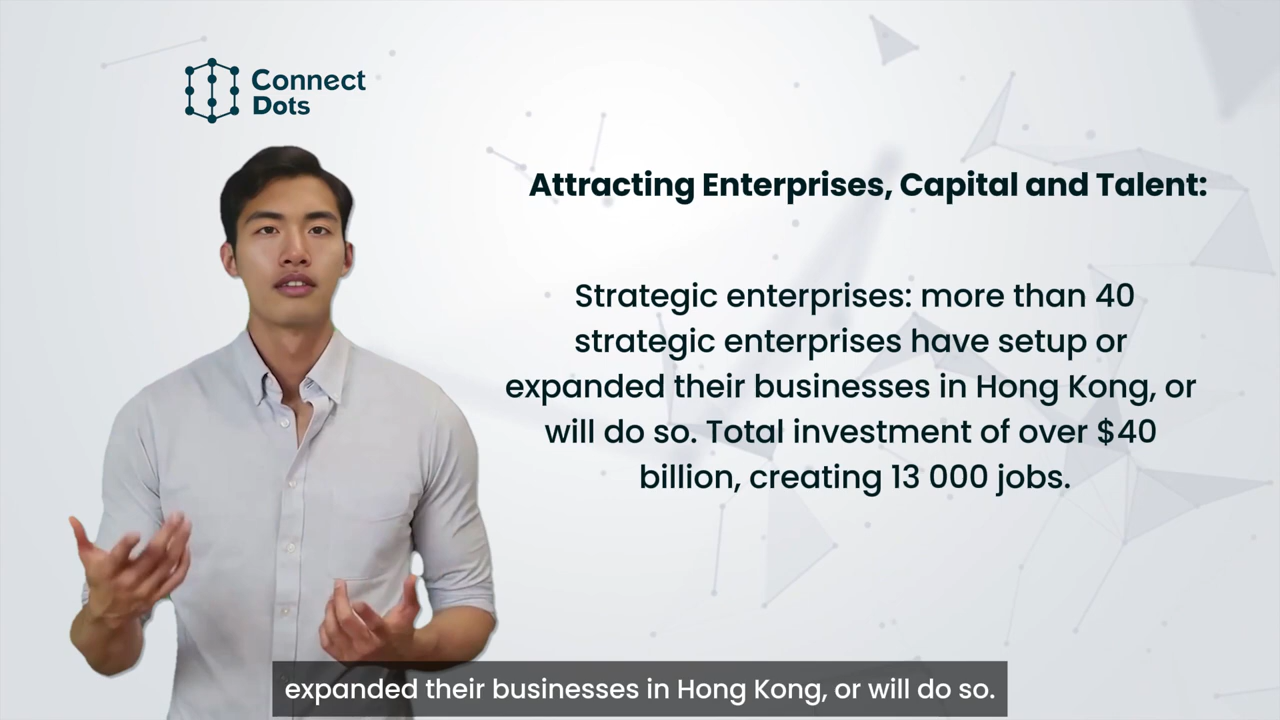 Connect
Dots
Attracting Enterprises, Capital and Talent:
Strategic enterprises: more than 40
strategic enterprises have setup or
expanded their businesses in Hong Kong, or
will do so. Total investment of over $40
billion, creating 13 000 jobs.
expanded their businesses in Hong Kong, or will do so.